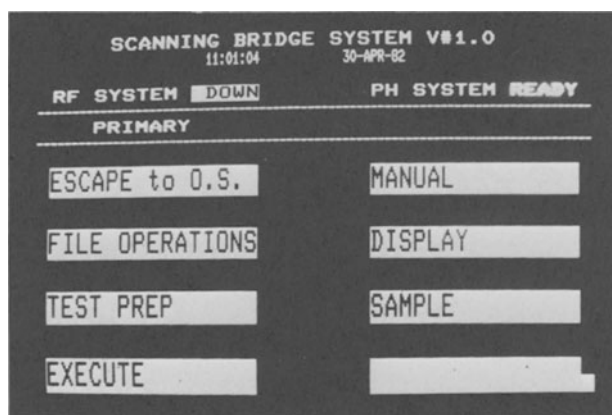 SCANNING BRIDGE SYSTEM V#1.0
11:01:04 30-APR-82
RF SYSTEM DOWN PH SYSTEM READY
PRIMARY
ESCAPE to O.S. MANUAL
FILE OPERATIONS DISPLAY
TEST PREP SAMPLE
EXECUTE